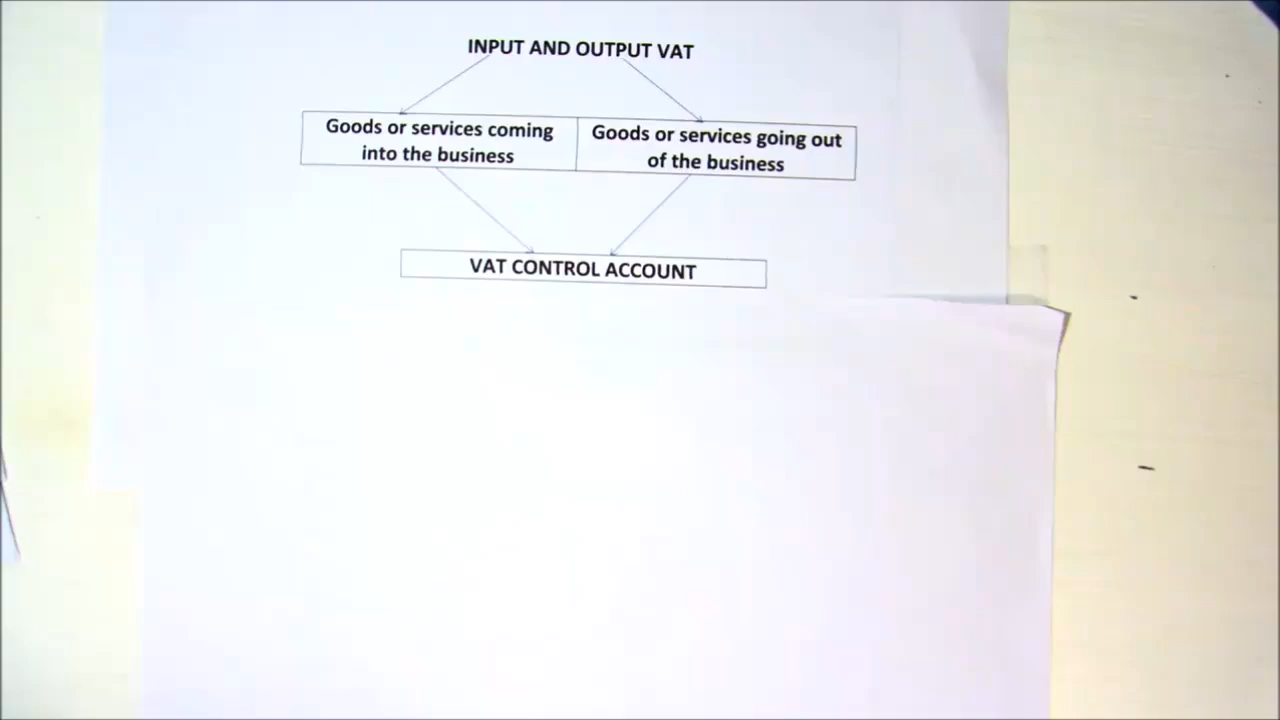 INPUT AND OUTPUT VAT
Goods or services coming
into the business
Goods or services going out
of the business
VAT CONTROL ACCOUNT